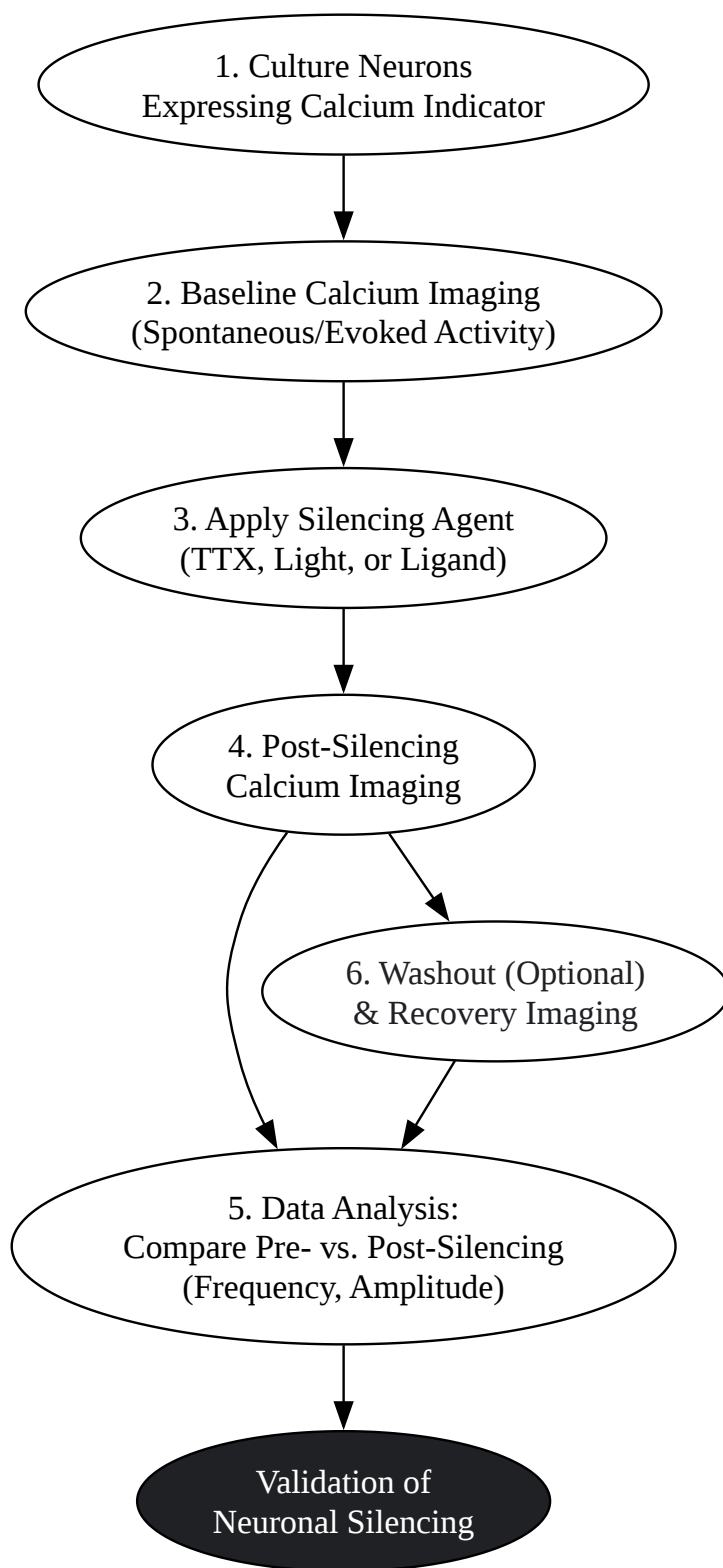 1. Culture Neurons
Expressing Calcium Indicator
2. Baseline Calcium Imaging
(Spontaneous/Evoked Activity)
3. Apply Silencing Agent
(TTX, Light, or Ligand)
4. Post-Silencing
Calcium Imaging
6. Washout (Optional)
& Recovery Imaging
5. Data Analysis:
Compare Pre- vs. Post-Silencing
(Frequency, Amplitude)
Validation of
Neuronal Silencing